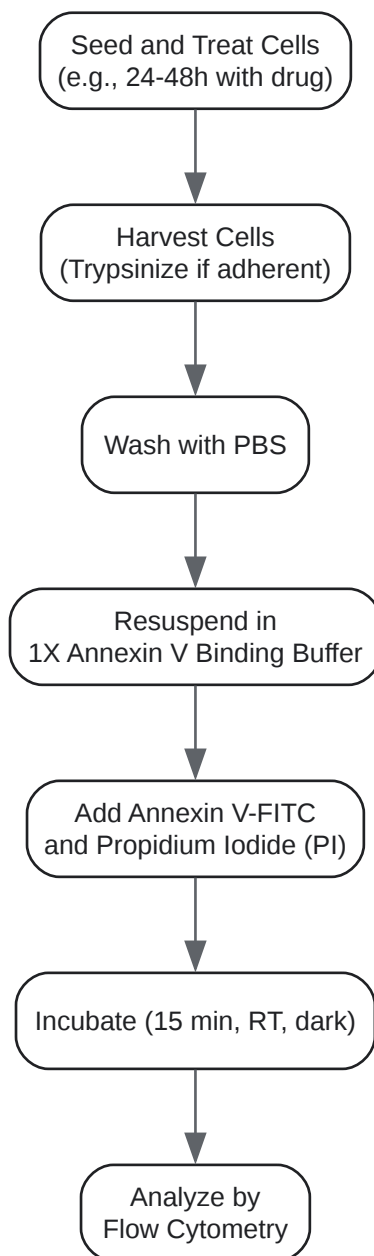 Seed and Treat Cells
(e.g., 24-48h with drug)
Harvest Cells
(Trypsinize if adherent)
Wash with PBS
Resuspend in
1X Annexin V Binding Buffer
Add Annexin V-FITC
and Propidium Iodide (PI)
Incubate (15 min, RT, dark)
Analyze by
Flow Cytometry